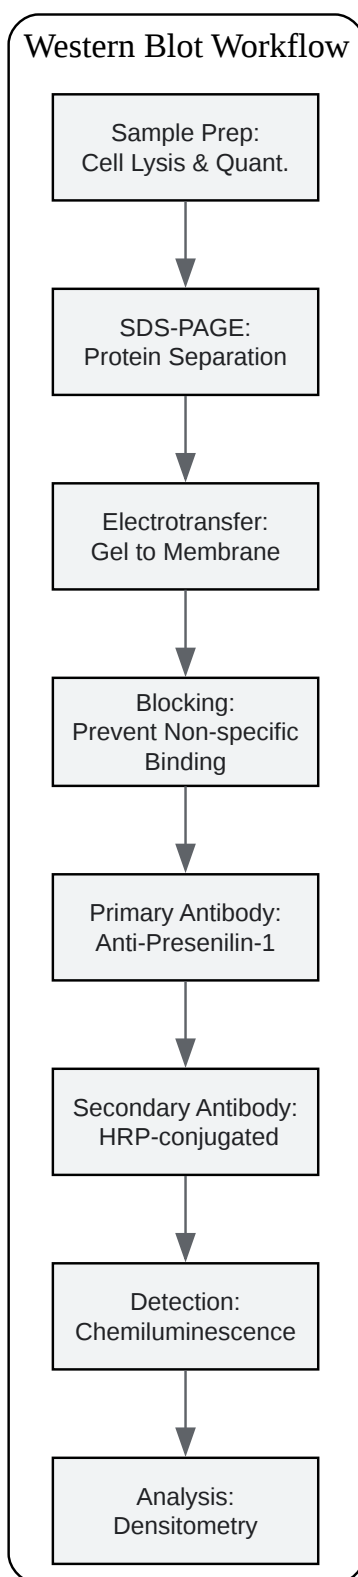 Western Blot Workflow
Sample Prep:
Cell Lysis & Quant.
SDS-PAGE:
Protein Separation
Electrotransfer:
Gel to Membrane
Blocking:
Prevent Non-specific
Binding
Primary Antibody:
Anti-Presenilin-1
Secondary Antibody:
HRP-conjugated
Detection:
Chemiluminescence
Analysis:
Densitometry